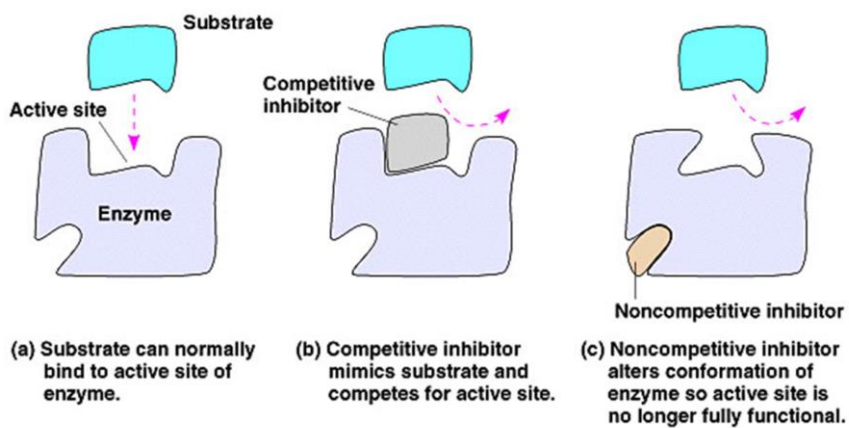 Substrate
Competitive
inhibitor
Active site
Enzyme
Noncompetitive inhibitor
(a) Substrate can normally
bind to active site of
enzyme.
(b) Competitive inhibitor
mimics substrate and
competes for active site.
(c) Noncompetitive inhibitor
alters conformation of
enzyme so active site is
no longer fully functional.